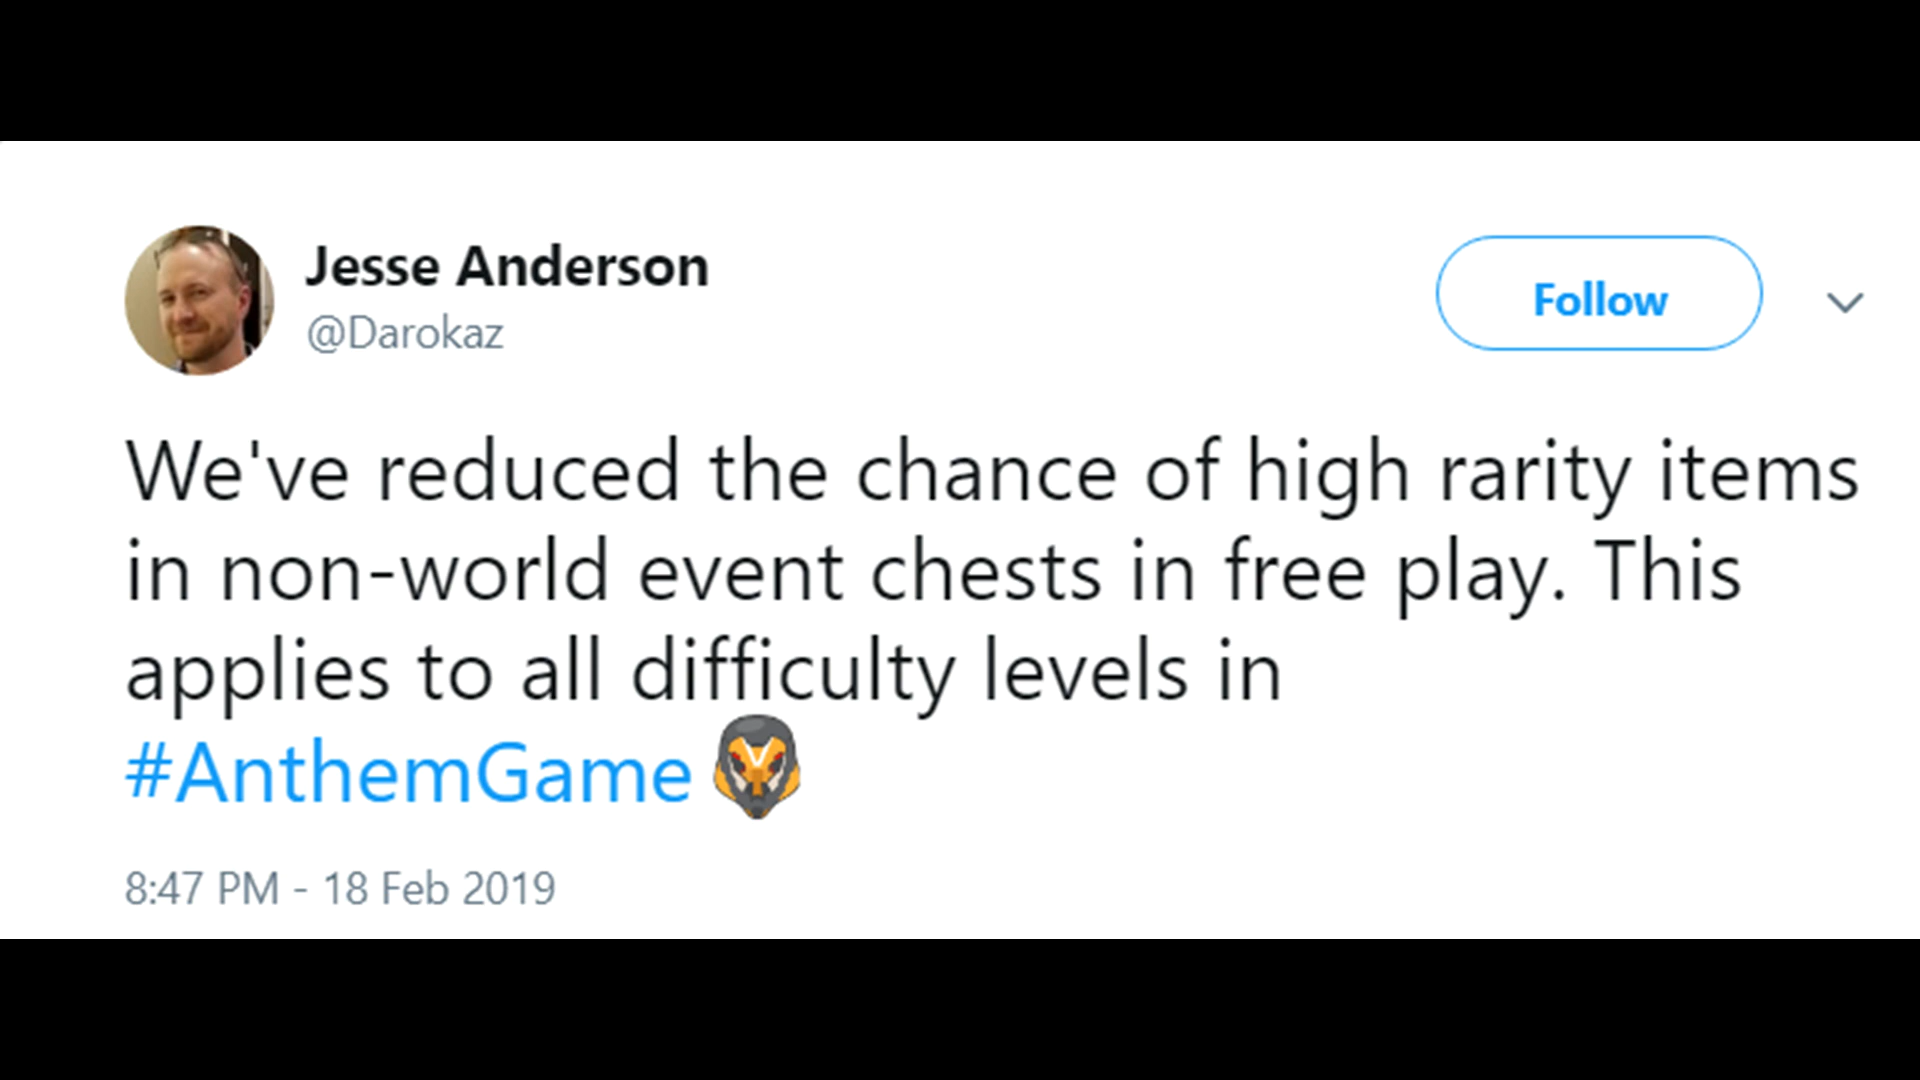 Jesse Anderson
@Darokaz
Follow
We've reduced the chance of high rarity items
in non-world event chests in free play. This
applies to all difficulty levels in
#AnthemGame
8:47 PM - 18 Feb 2019